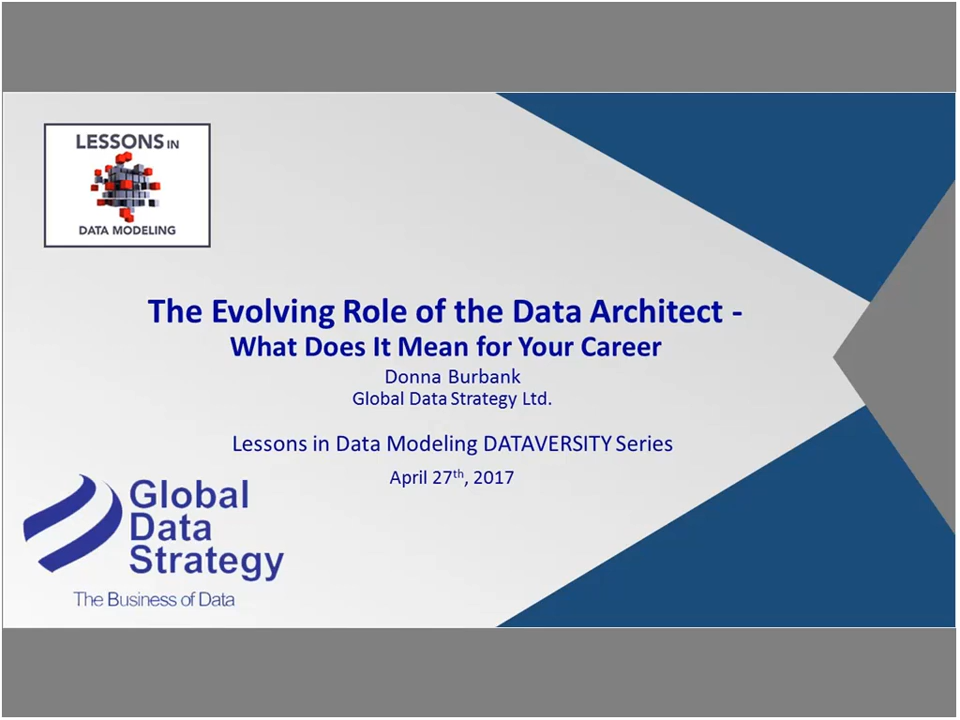 LESSONS IN
DATA MODELING
The Evolving Role of the Data Architect -
What Does It Mean for Your Career
Donna Burbank
Global Data Strategy Ltd.
Lessons in Data Modeling DATAVERSITY Series
April 27th, 2017
Global
Data
Strategy
The Business of Data